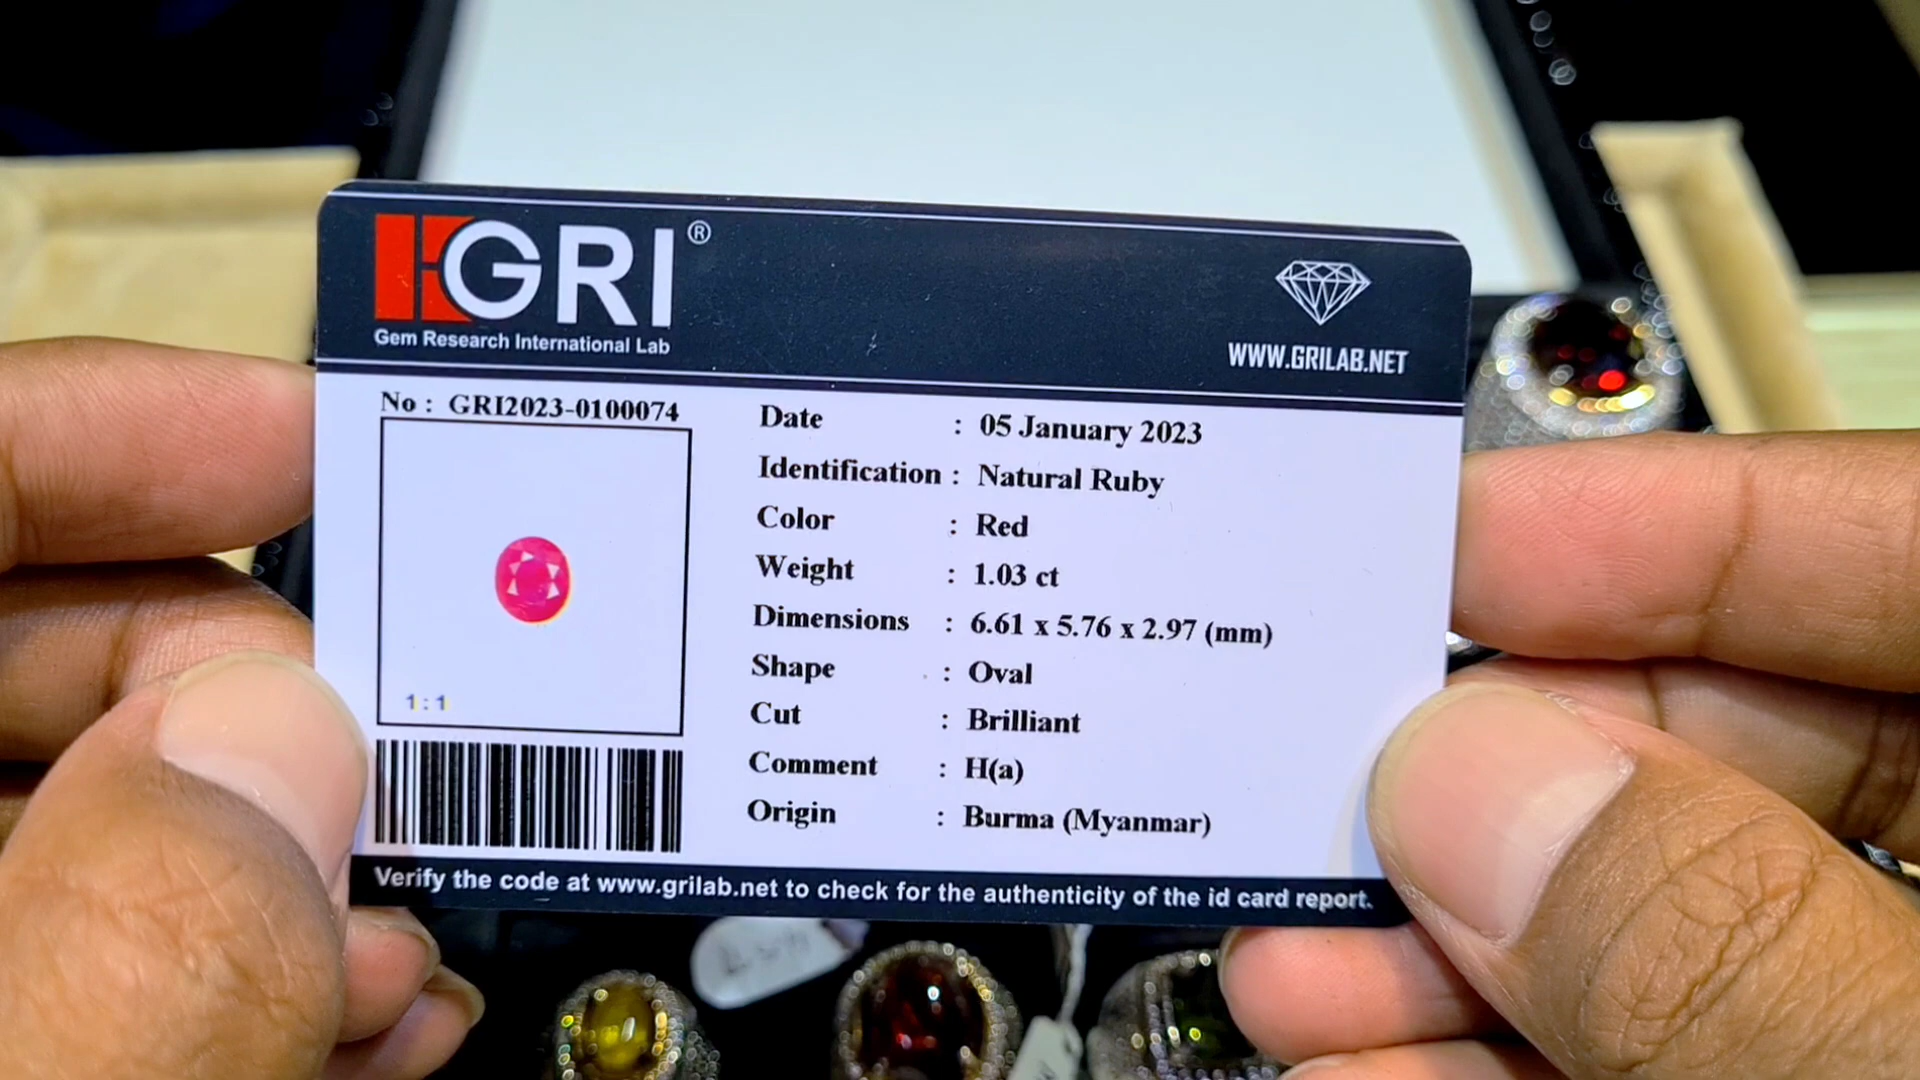 GRI®
Gem Research International Lab
WWW.GRILAB.NET
No : GRI2023-0100074
1:1
Date : 05 January 2023
Identification : Natural Ruby
Color : Red
Weight : 1.03 ct
Dimensions : 6.61 x 5.76 x 2.97 (mm)
Shape : Oval
Cut : Brilliant
Comment : H(a)
Origin : Burma (Myanmar)
Verify the code at www.grilab.net to check for the authenticity of the id card report.